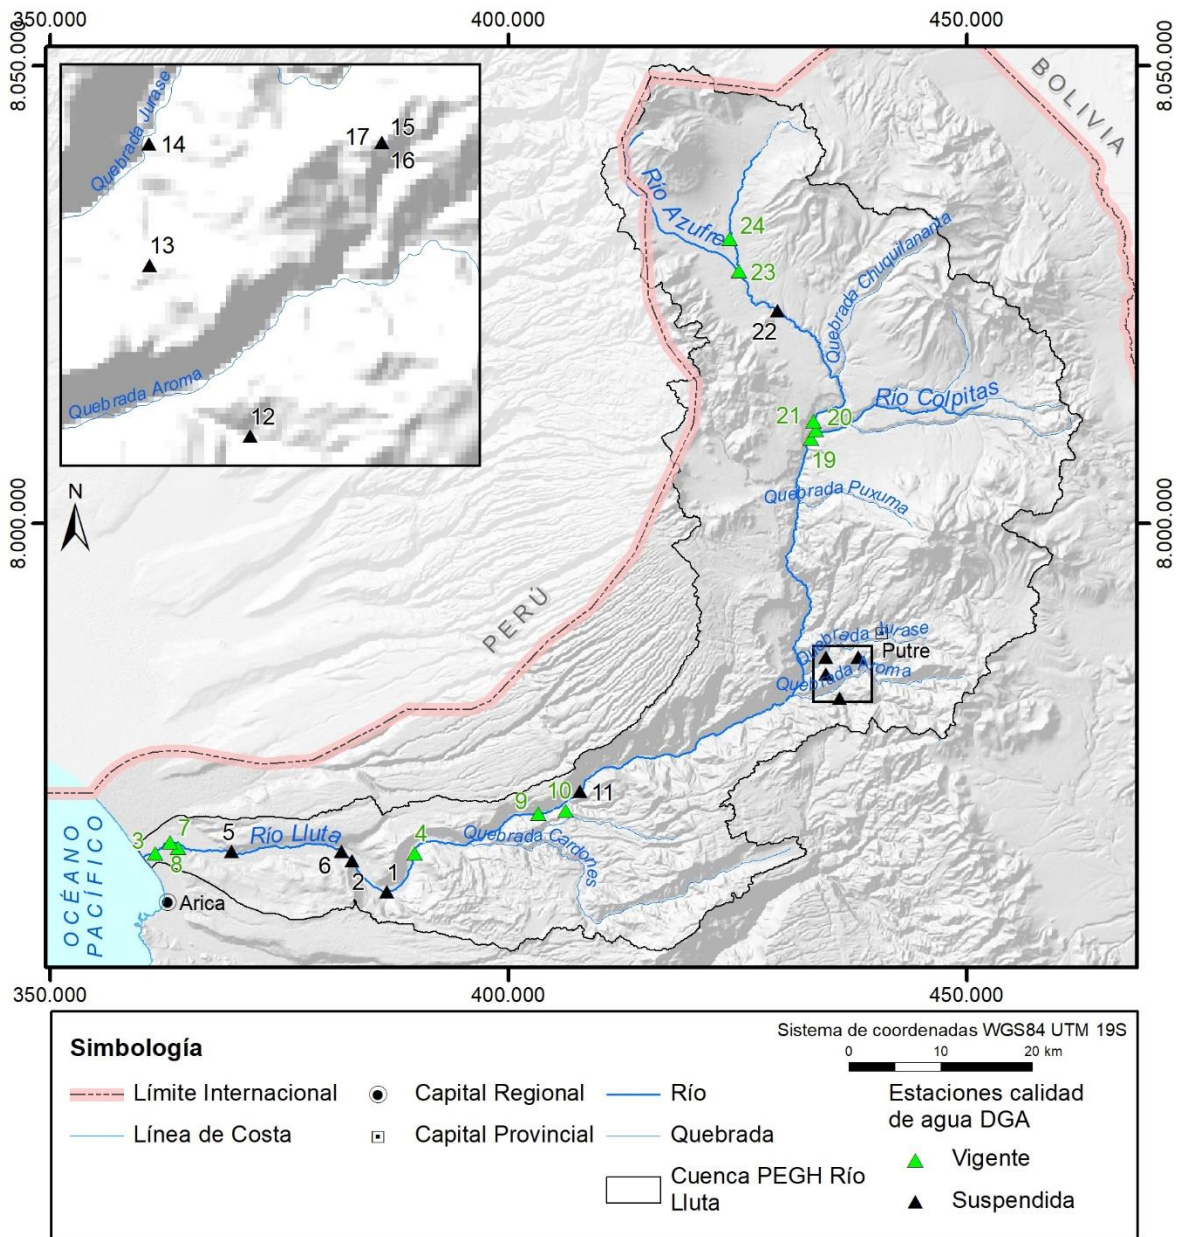 350.000
400.000
450.000
8.050.000
8.050.000
BOLIVIA
Quebrada Jurase
14
17
15
16
13
Quebrada Aroma
12
Río Azufre
24
23
22
Quebrada Chuquilananta
21
20
Río Colpitas
19
Quebrada Puxuma
N
8.000.000
8.000.000
PERÚ
Quebrada Jurase
Putre
Quebrada Aroma
11
10
9
Quebrada Cardones
4
Río Lluta
7
3
8
5
6
2
1
OCÉANO
PACÍFICO
Arica
350.000
400.000
450.000
Sistema de coordenadas WGS84 UTM 19S
0
10
20 km
Simbología
Límite Internacional
Línea de Costa
Capital Regional
Capital Provincial
Río
Quebrada
Cuenca PEGH Río
Lluta
Estaciones calidad
de agua DGA
Vigente
Suspendida